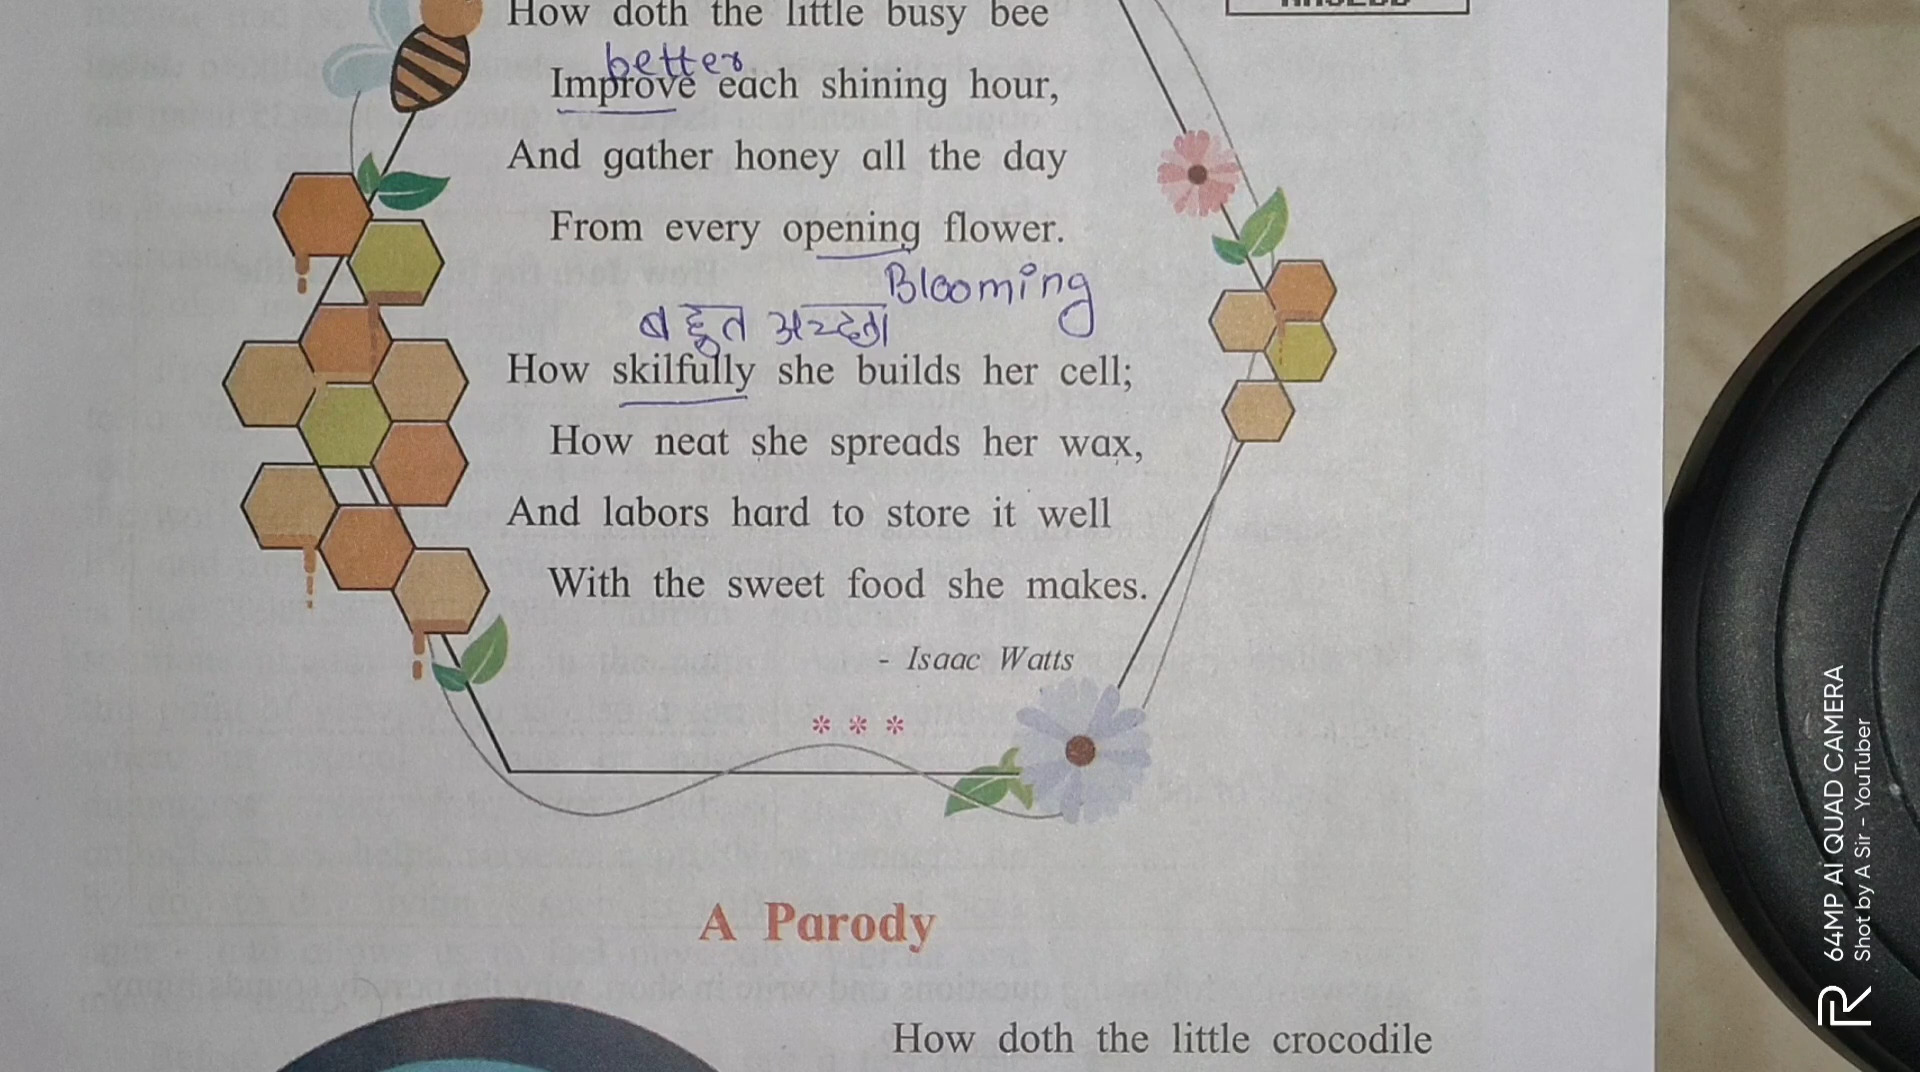 How doth the little busy bee
better
Improve each shining hour,
And gather honey all the day
From every opening flower.
Blooming
बहुत अच्छा
How skilfully she builds her cell;
How neat she spreads her wax,
And labors hard to store it well
With the sweet food she makes.
- Isaac Watts
* * *
A Parody
How doth the little crocodile
64MP AI QUAD CAMERA
Shot by A Sir - YouTuber